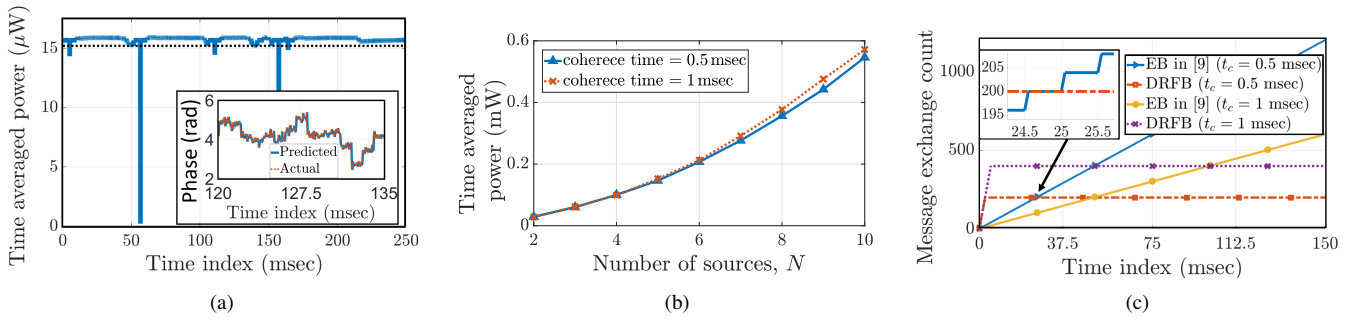 Time averaged power (μW)
15
10
5
0
0
50
100
150
200
250
Time index (msec)
Phase (rad)
6
4
2
120
127.5
135
Time index (msec)
Predicted
Actual
(a)
Time averaged
power (mW)
0.6
0.4
0.2
0
2
4
6
8
10
Number of sources, N
coherece time = 0.5 msec
coherece time = 1 msec
(b)
Message exchange count
1000
500
0
0
37.5
75
112.5
150
Time index (msec)
205
200
195
24.5
25
25.5
EB in [9] (tc = 0.5 msec)
DRFB (tc = 0.5 msec)
EB in [9] (tc = 1 msec)
DRFB (tc = 1 msec)
(c)